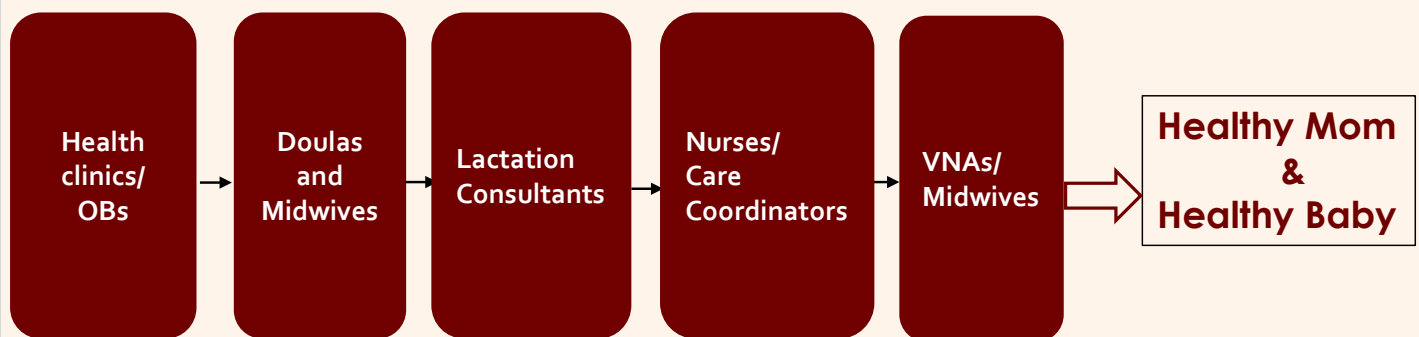 Health
clinics/
OBs
Doulas
and
Midwives
Lactation
Consultants
Nurses/
Care
Coordinators
VNAs/
Midwives
Healthy Mom
&
Healthy Baby